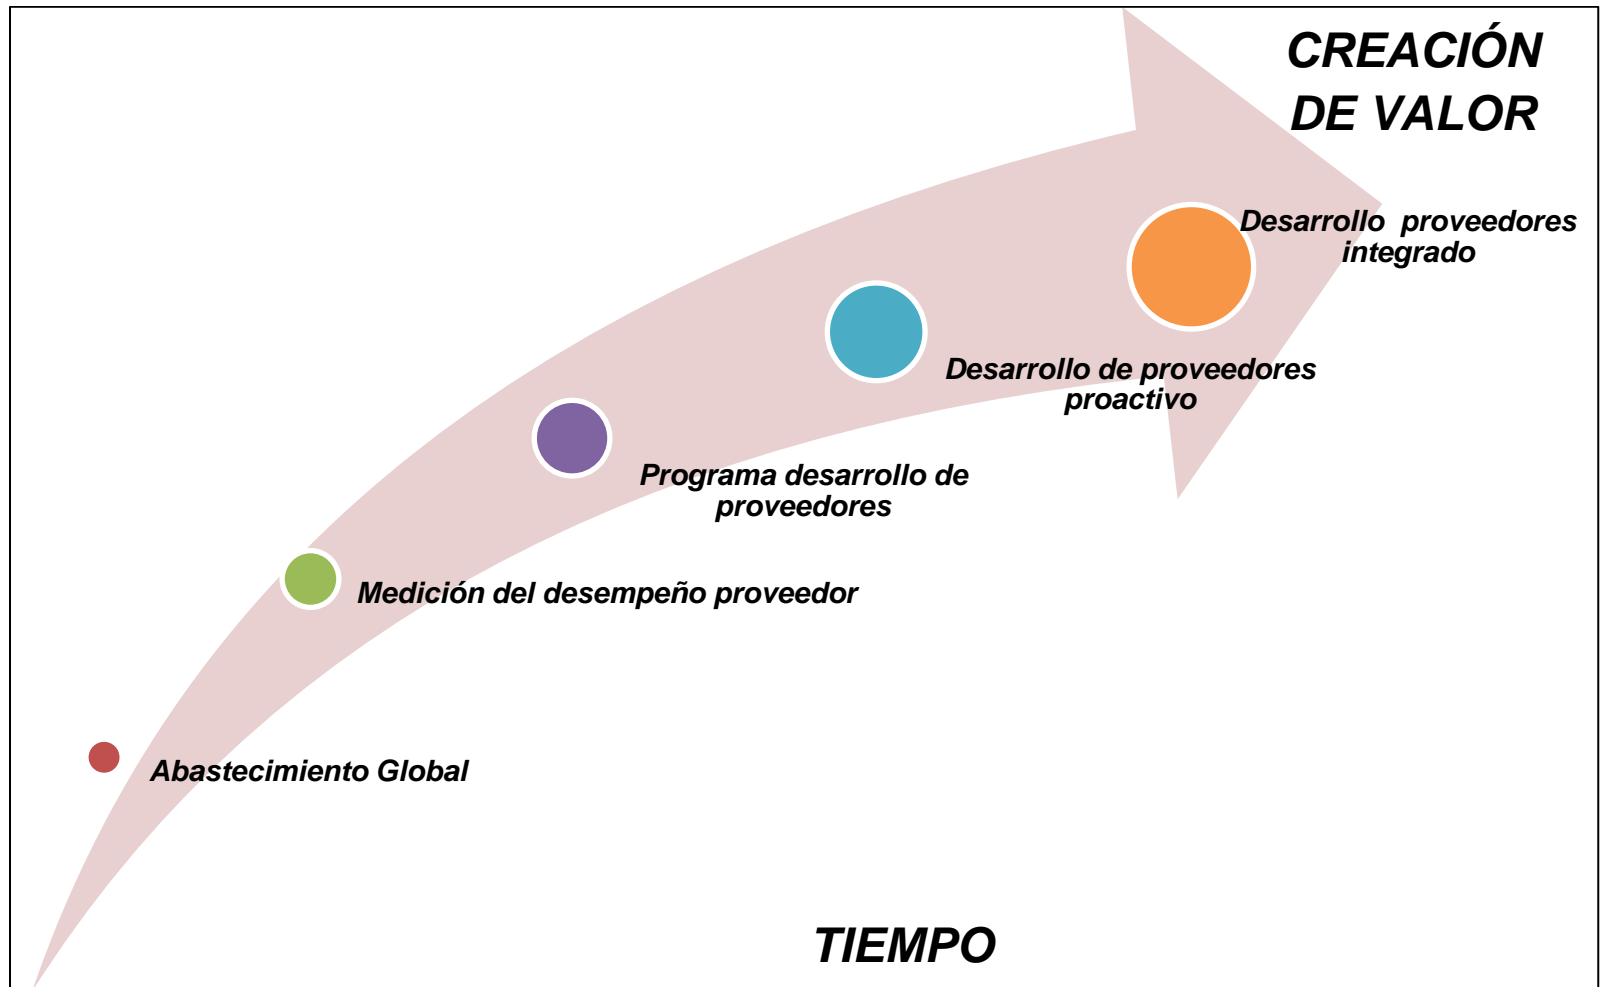 CREACIÓN
DE VALOR
Desarrollo proveedores
integrado
Desarrollo de proveedores
proactivo
Programa desarrollo de
proveedores
Medición del desempeño proveedor
Abastecimiento Global
TIEMPO